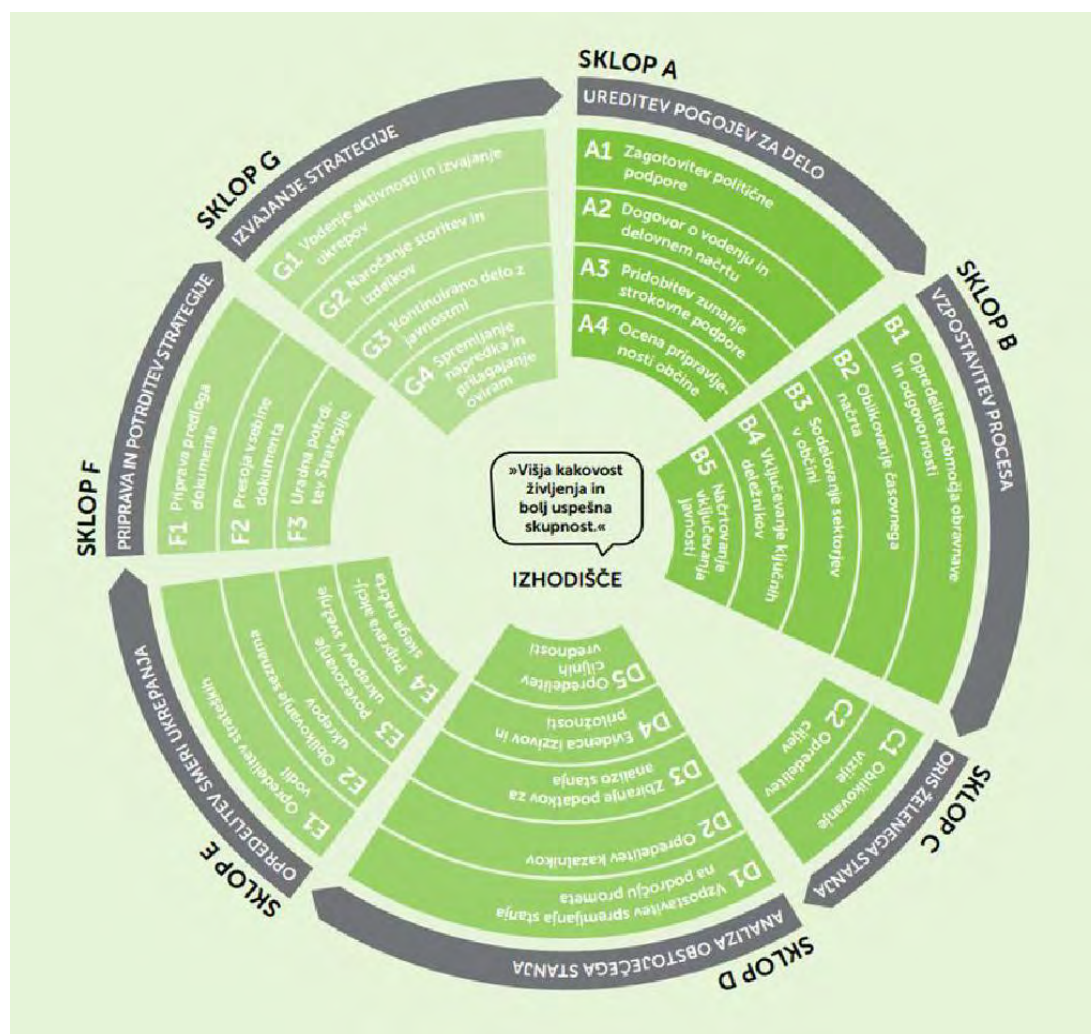 SKLOP A
UREDITEV POGOJEV ZA DELO
A1 Zagotovitev politične
podpore
A2 Dogovor o vodenju in
delovnem načrtu
A3 Pridobitev zunanje
strokovne podpore
A4 Ocena pripravlje-
nosti občine
SKLOP B
VZPOSTAVITEV PROCESA
B1 Opredelitev območja obravnave
in odgovornosti
B2 Oblikovanje časovnega
načrta
B3 Sodelovanje sektorjev
v občini
B4 Vključevanje ključnih
deležnikov
B5 Načrtovanje
vključevanja
javnosti
SKLOP C
ORIS ŽELENEGA STANJA
C1 Oblikovanje
vizije
C2 Opredelitev
ciljev
SKLOP D
ANALIZA OBSTOJEČEGA STANJA
D1 Vzpostavitev spremljanja stanja
na področju prometa
D2 Opredelitev kazalnikov
D3 Zbiranje podatkov za
analizo stanja
D4 Evidenca izzivov in
priložnosti
D5 Opredelitev
ciljnih
vrednosti
SKLOP E
OPREDELITEV SMERI UKREPANJA
E1 Opredelitev strateških
vodil
E2 Oblikovanje seznama
ukrepov
E3 Povezovanje
ukrepov v svežnje
E4 Priprava akcij-
skega načrta
SKLOP F
PRIPRAVA IN POTRDITEV STRATEGIJE
F1 Priprava predloga
dokumenta
F2 Presoja vsebine
dokumenta
F3 Uradna potrdi-
tev Strategije
SKLOP G
IZVAJANJE STRATEGIJE
G1 Vodenje aktivnosti in izvajanje
ukrepov
G2 Naročanje storitev in
izdelkov
G3 Kontinuirano delo z
javnostmi
G4 Spremljanje
napredka in
prilagajanje
oviram
»Višja kakovost
življenja in
bolj uspešna
skupnost.«
IZHODIŠČE